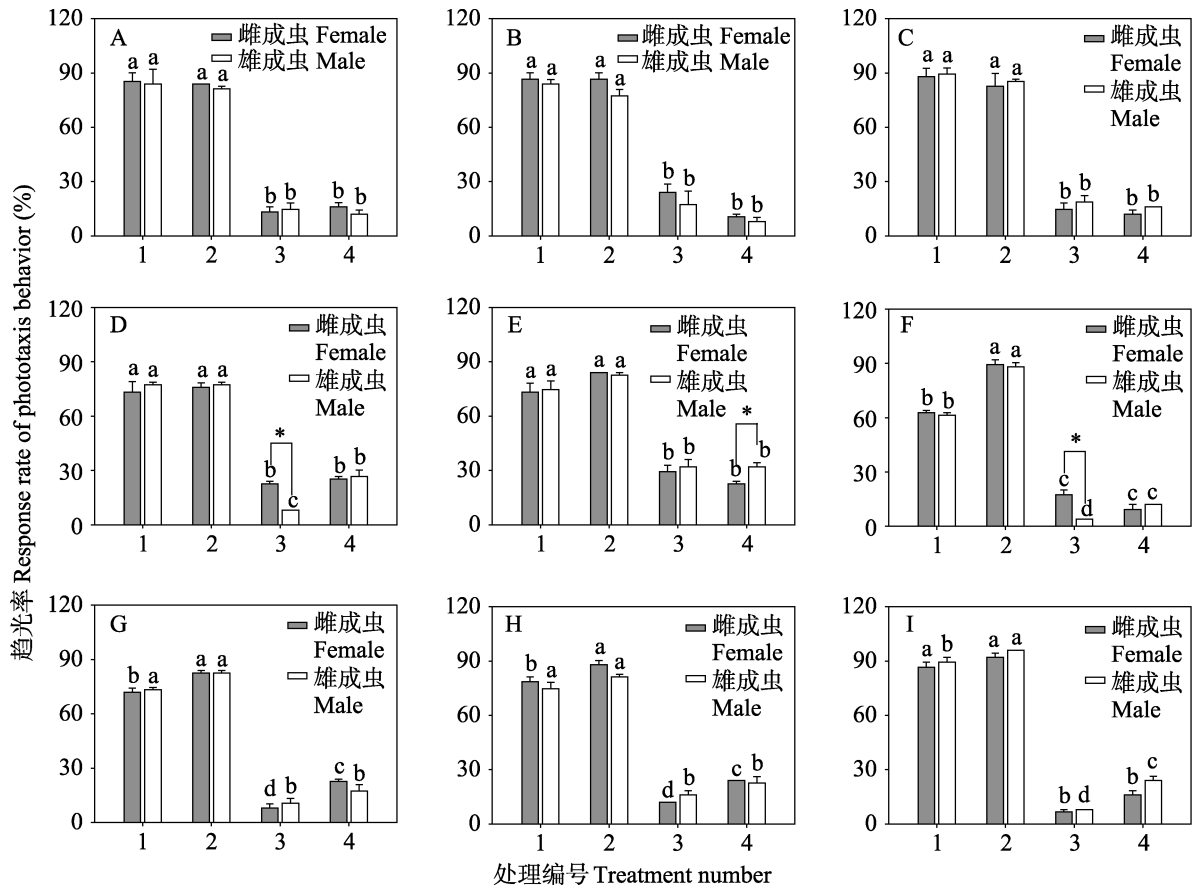 趋光率 Response rate of phototaxis behavior (%)
A
雌成虫 Female
雄成虫 Male
120
90
60
30
0
a a a a b b b b
1 2 3 4
B
雌成虫 Female
雄成虫 Male
120
90
60
30
0
a a a a b b b b
1 2 3 4
C
雌成虫
Female
雄成虫
Male
120
90
60
30
0
a a a a b b b b
1 2 3 4
D
雌成虫
Female
雄成虫
Male
120
90
60
30
0
*
a a a a b c b b
1 2 3 4
E
雌成虫
Female
雄成虫
Male
120
90
60
30
0
*
a a a a b b b b
1 2 3 4
F
雌成虫
Female
雄成虫
Male
120
90
60
30
0
*
b b a a c d c c
1 2 3 4
G
雌成虫
Female
雄成虫
Male
120
90
60
30
0
b a a a d b c b
1 2 3 4
H
雌成虫
Female
雄成虫
Male
120
90
60
30
0
b a a a d b c b
1 2 3 4
I
雌成虫
Female
雄成虫
Male
120
90
60
30
0
a b a a b d b c
1 2 3 4
处理编号 Treatment number